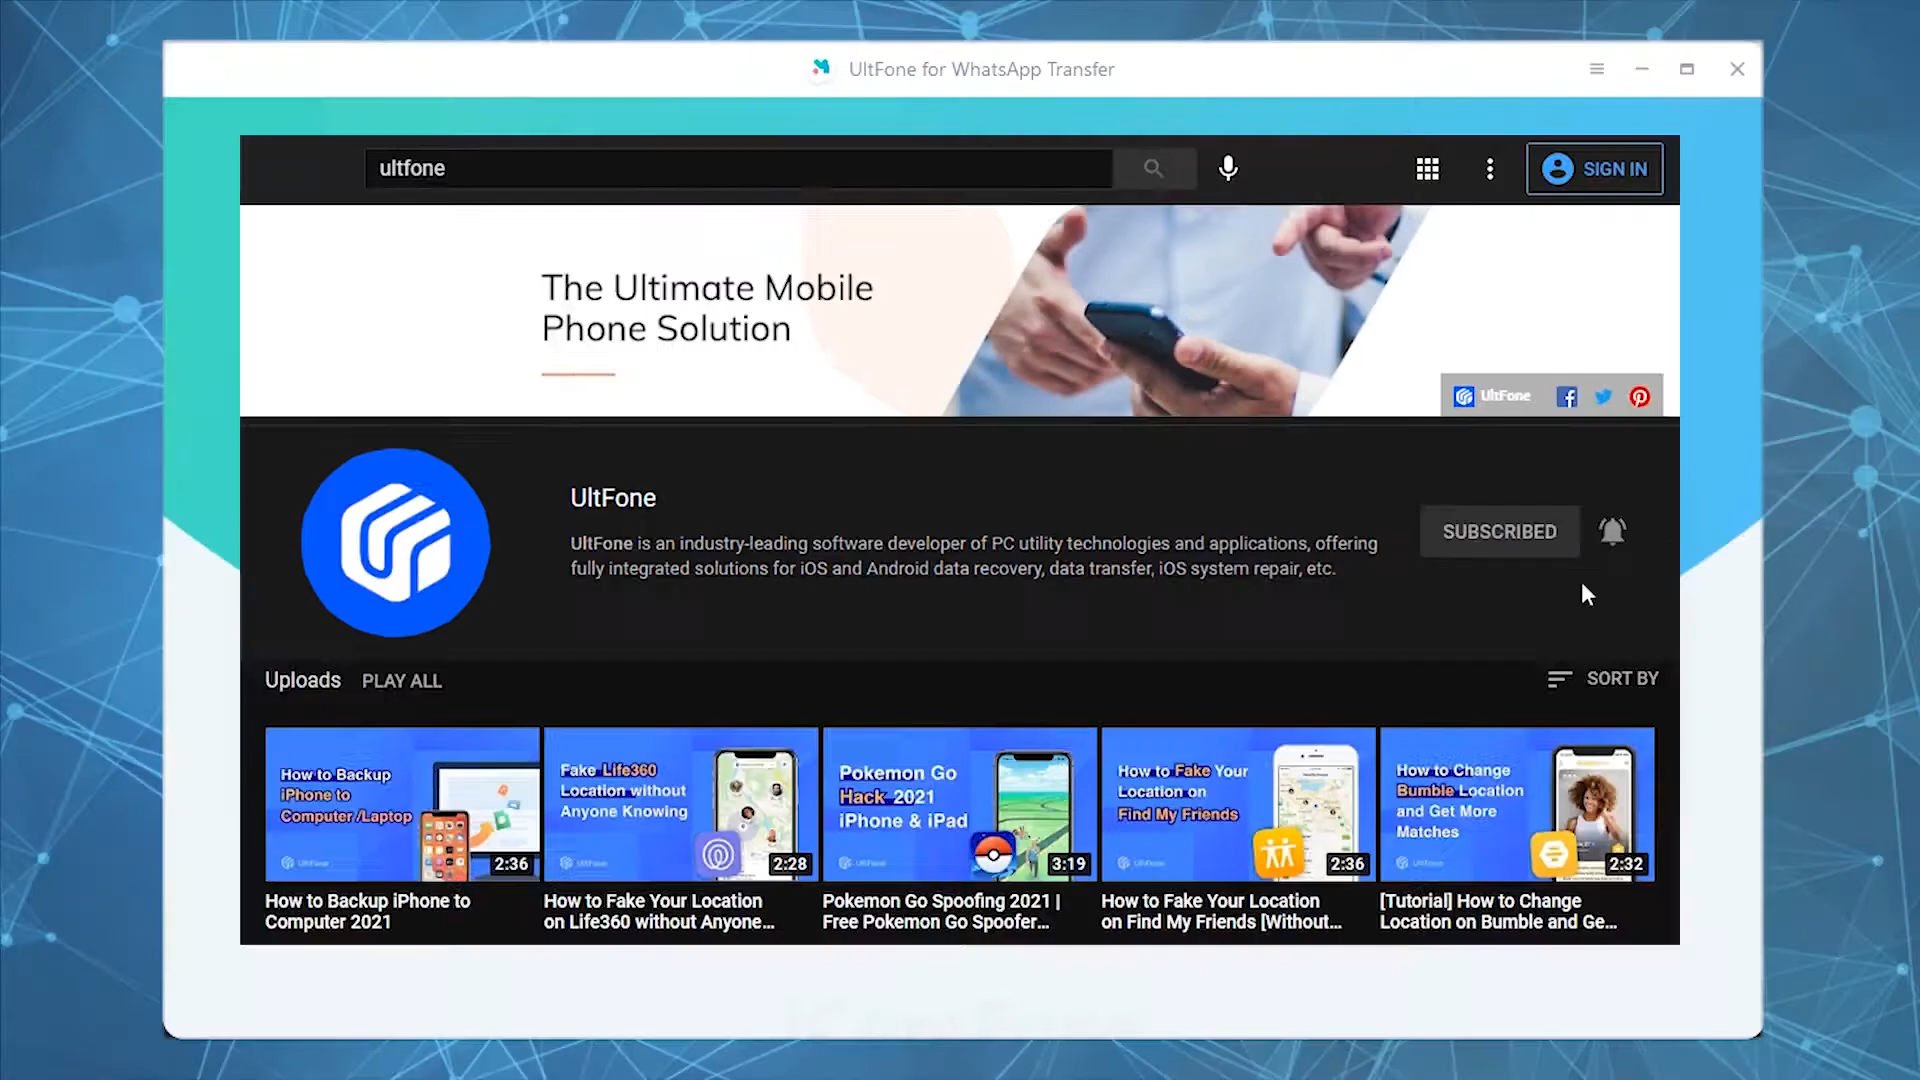 UltFone for WhatsApp Transfer
ultfone
SIGN IN
The Ultimate Mobile
Phone Solution
UltFone
UltFone
UltFone is an industry-leading software developer of PC utility technologies and applications, offering
fully integrated solutions for iOS and Android data recovery, data transfer, iOS system repair, etc.
SUBSCRIBED
Uploads PLAY ALL
SORT BY
How to Backup
iPhone to
Computer /Laptop
UltFone
2:36
Fake Life360
Location without
Anyone Knowing
UltFone
2:28
Pokemon Go
Hack 2021
iPhone & iPad
UltFone
3:19
How to Fake Your
Location on
Find My Friends
UltFone
2:36
How to Change
Bumble Location
and Get More
Matches
UltFone
2:32
How to Backup iPhone to
Computer 2021
How to Fake Your Location
on Life360 without Anyone...
Pokemon Go Spoofing 2021 |
Free Pokemon Go Spoofer...
How to Fake Your Location
on Find My Friends [Without...
[Tutorial] How to Change
Location on Bumble and Ge...